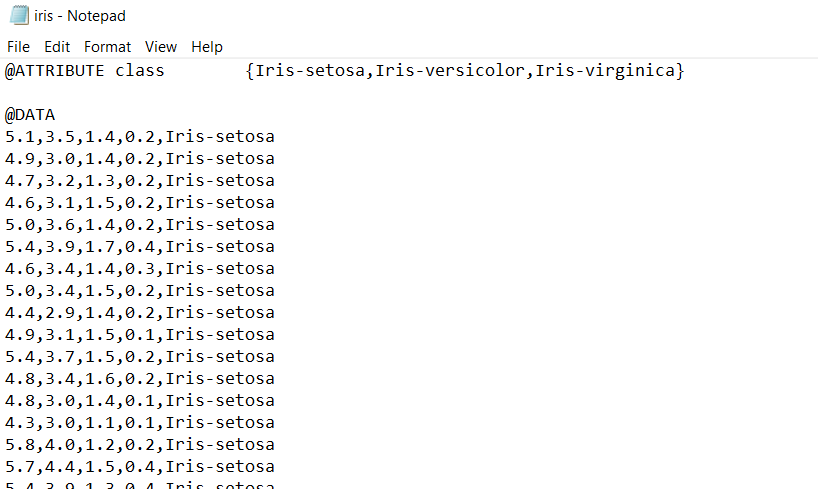 iris - Notepad
File Edit Format View Help
@ATTRIBUTE class        {Iris-setosa,Iris-versicolor,Iris-virginica}
@DATA
5.1,3.5,1.4,0.2,Iris-setosa
4.9,3.0,1.4,0.2,Iris-setosa
4.7,3.2,1.3,0.2,Iris-setosa
4.6,3.1,1.5,0.2,Iris-setosa
5.0,3.6,1.4,0.2,Iris-setosa
5.4,3.9,1.7,0.4,Iris-setosa
4.6,3.4,1.4,0.3,Iris-setosa
5.0,3.4,1.5,0.2,Iris-setosa
4.4,2.9,1.4,0.2,Iris-setosa
4.9,3.1,1.5,0.1,Iris-setosa
5.4,3.7,1.5,0.2,Iris-setosa
4.8,3.4,1.6,0.2,Iris-setosa
4.8,3.0,1.4,0.1,Iris-setosa
4.3,3.0,1.1,0.1,Iris-setosa
5.8,4.0,1.2,0.2,Iris-setosa
5.7,4.4,1.5,0.4,Iris-setosa
5.4,3.9,1.3,0.4,Iris-setosa